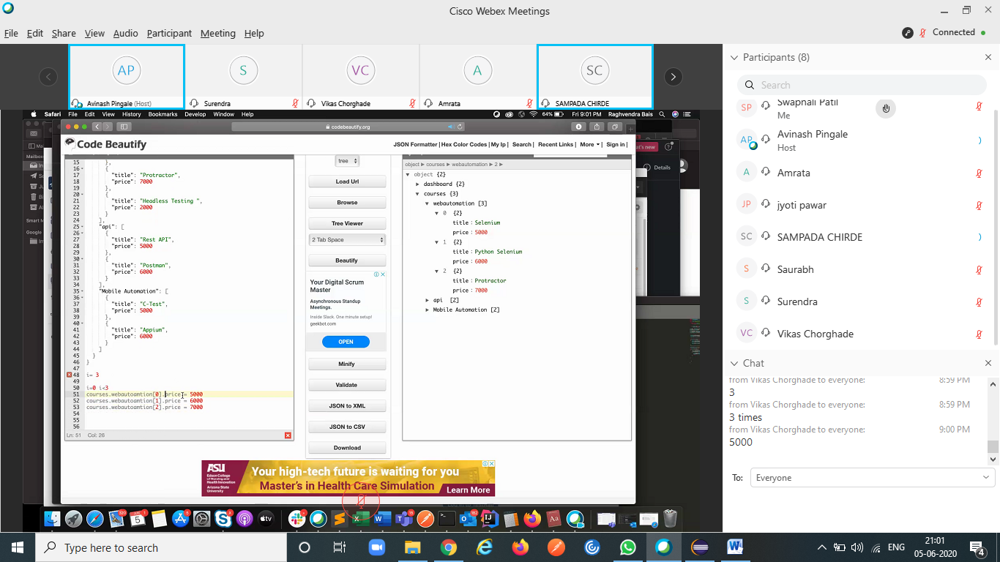 Cisco Webex Meetings
File Edit Share View Audio Participant Meeting Help
Connected
AP
S
VC
A
SC
Avinash Pingale (Host)
Surendra
Vikas Chorghade
Amrata
SAMPADA CHIRDE
Safari File Edit View History Bookmarks Develop Window Help
64% Fri 9:01 PM Raghvendra Bais
codebeautify.org
Code Beautify
JSON Formatter | Hex Color Codes | My Ip | Search | Recent Links | More | Sign in |
15 },
16 {
17 "title": "Protractor",
18 "price": 7000
19 },
20 {
21 "title": "Headless Testing ",
22 "price": 2000
23 }
24 ],
25 "api": [
26 {
27 "title": "Rest API",
28 "price": 5000
29 },
30 {
31 "title": "Postman",
32 "price": 6000
33 }
34 ],
35 "Mobile Automation": [
36 {
37 "title": "C-Test",
38 "price": 5000
39 },
40 {
41 "title": "Appium",
42 "price": 6000
43 }
44 ]
45 }
46 }
48 i= 3
49
50 i=0 i<3
51 courses.webautoamtion[0].price = 5000
52 courses.webautoamtion[1].price = 6000
53 courses.webautoamtion[2].price = 7000
54
55
56
Ln: 51 Col: 26
tree
Load Url
Browse
Tree Viewer
2 Tab Space
Beautify
Your Digital Scrum
Master
Asynchronous Standup
Meetings.
Inside Slack. One minute setup!
geekbot.com
OPEN
Minify
Validate
JSON to XML
JSON to CSV
Download
object ▶ courses ▶ webautomation ▶ 2 ▶
object {2}
dashboard {2}
courses {3}
webautomation [3]
0 {2}
title : Selenium
price : 5000
1 {2}
title : Python Selenium
price : 6000
2 {2}
title : Protractor
price : 7000
api [2]
Mobile Automation [2]
Details
ASU
Edson College
of Nursing and
Health Innovation
Arizona State
University
Your high-tech future is waiting for you
Master's in Health Care Simulation
Learn More
Participants (8)
Search
SP Swapnali Patil
Me
AP Avinash Pingale
Host
A Amrata
JP jyoti pawar
SC SAMPADA CHIRDE
S Saurabh
S Surendra
VC Vikas Chorghade
Chat
from Vikas Chorghade to everyone: 8:59 PM
3
from Vikas Chorghade to everyone: 8:59 PM
3 times
from Vikas Chorghade to everyone: 9:00 PM
5000
To: Everyone
Type here to search
ENG
21:01
05-06-2020
4